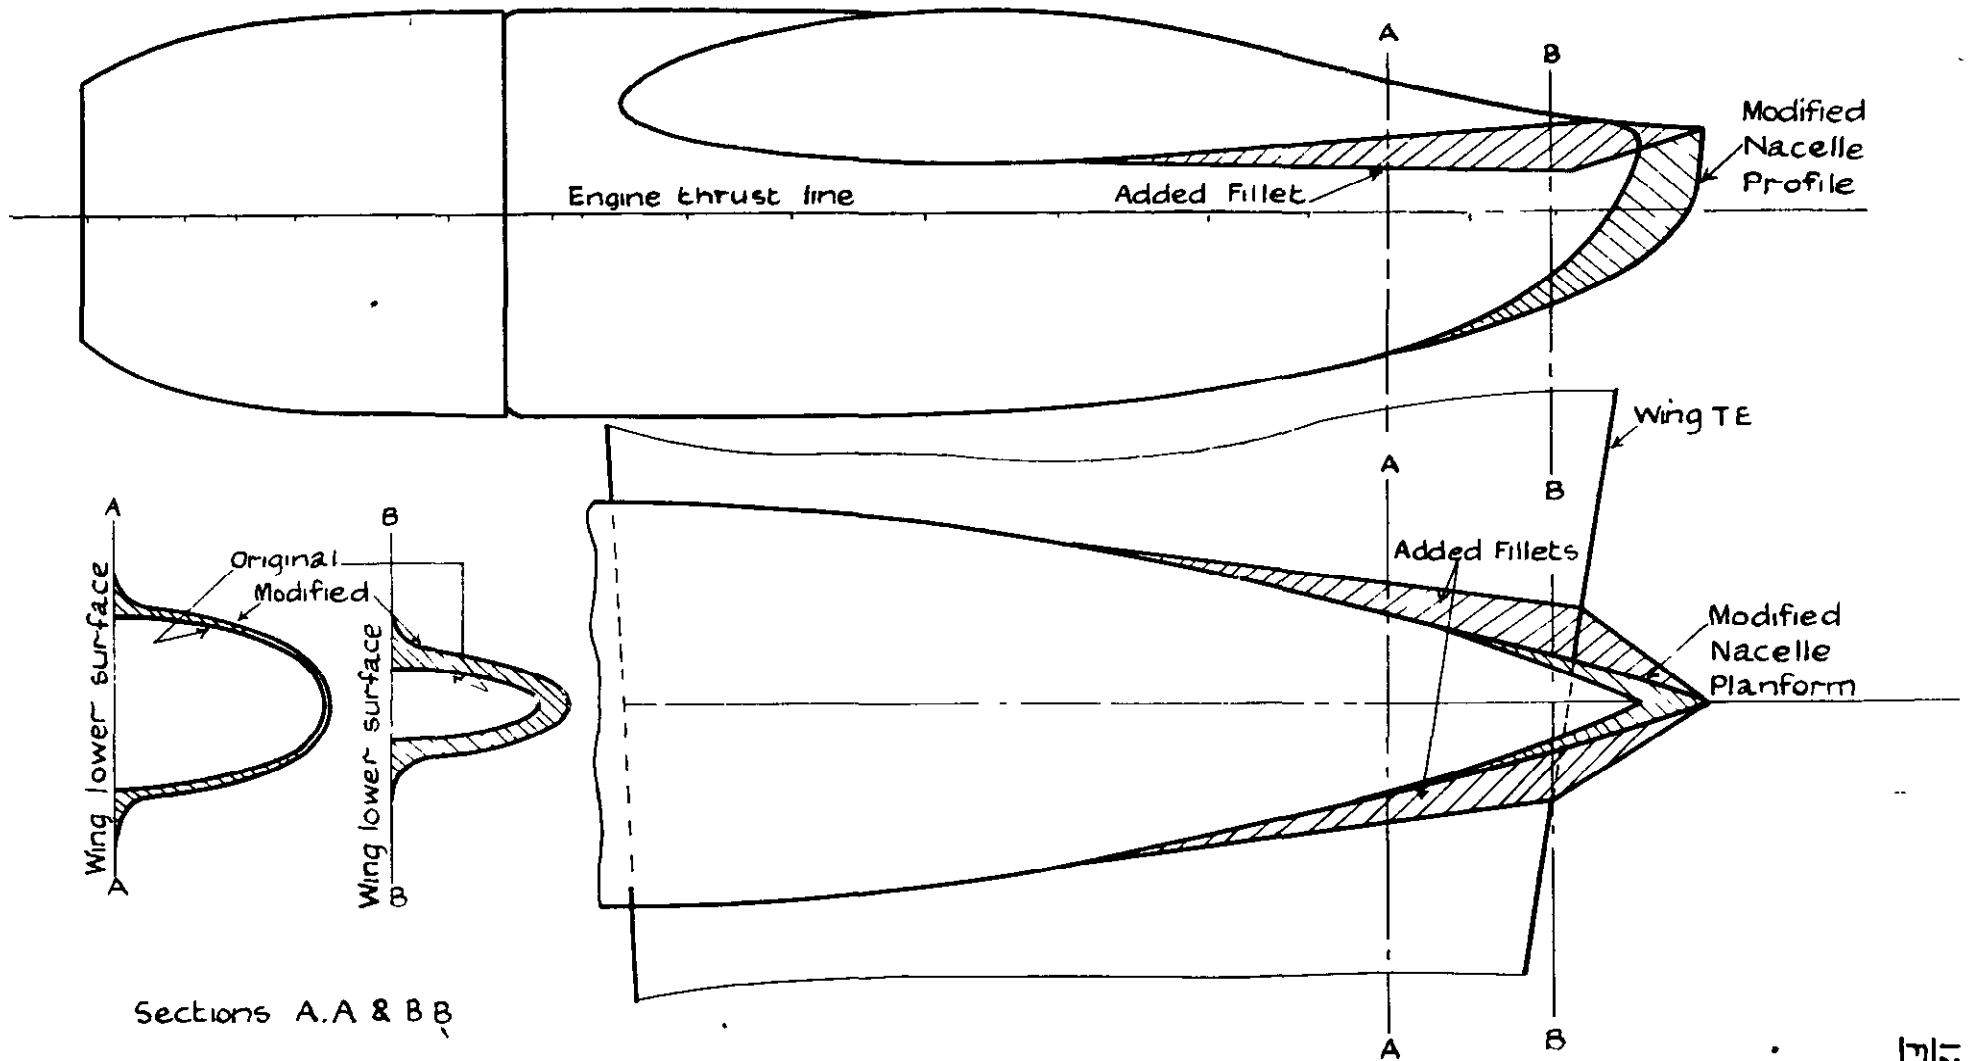 A
B
Modified
Nacelle
Profile
Engine thrust line
Added Fillet
Wing TE
A
B
A
B
Original
Modified
Added Fillets
Wing lower surface
Wing lower surface
Modified
Nacelle
Planform
A
B
Sections A.A & B B
A
B